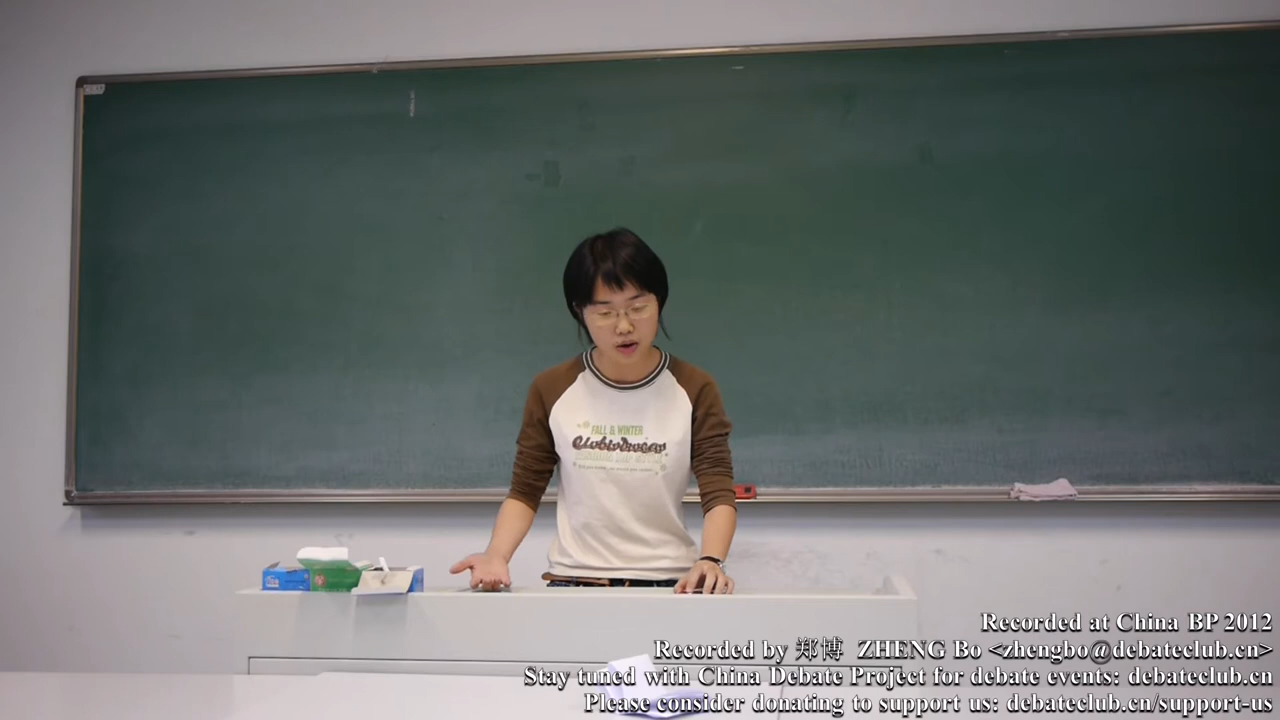 FALL & WINTER
Recorded at China BP 2012
Recorded by 郑博 ZHENG Bo <zhengbo@debateclub.cn>
Stay tuned with China Debate Project for debate events: debateclub.cn
Please consider donating to support us: debateclub.cn/support-us